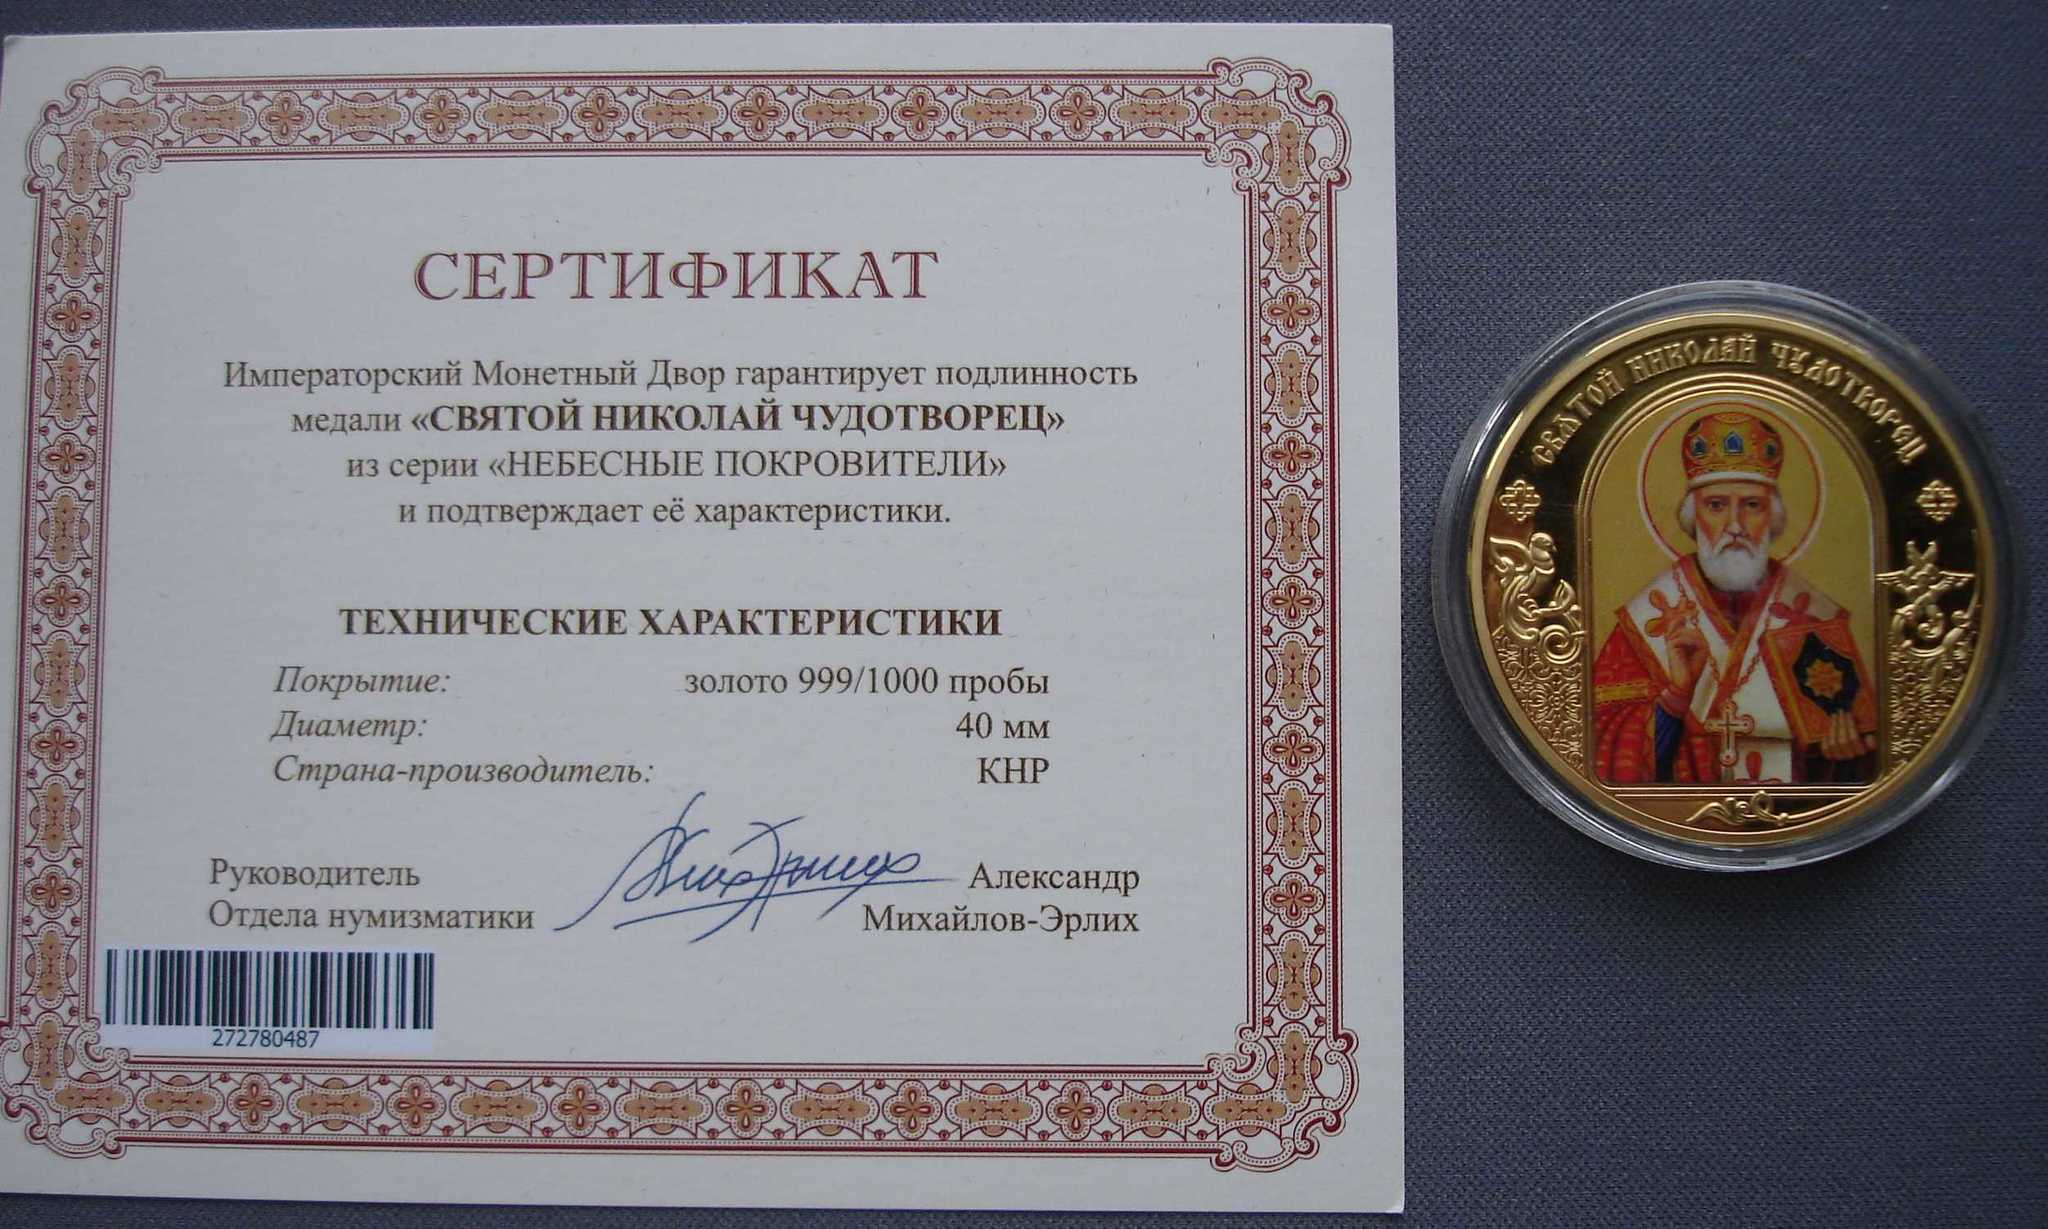 СЕРТИФИКАТ
Императорский Монетный Двор гарантирует подлинность
медали «СВЯТОЙ НИКОЛАЙ ЧУДОТВОРЕЦ»
из серии «НЕБЕСНЫЕ ПОКРОВИТЕЛИ»
и подтверждает её характеристики.
ТЕХНИЧЕСКИЕ ХАРАКТЕРИСТИКИ
Покрытие: золото 999/1000 пробы
Диаметр: 40 мм
Страна-производитель: КНР
Руководитель
Отдела нумизматики
Александр
Михайлов-Эрлих
272780487
СВЯТОЙ НИКОЛАЙ ЧУДОТВОРЕЦ